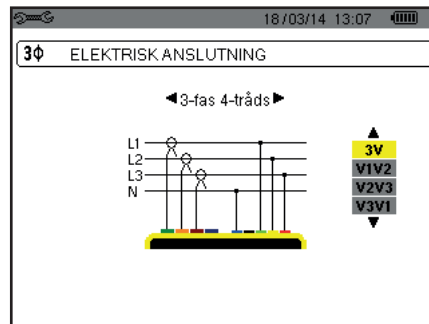 18/03/14 13:07
3Φ ELEKTRISK ANSLUTNING
◄3-fas 4-tråds►
L1
L2
L3
N
3V
V1V2
V2V3
V3V1